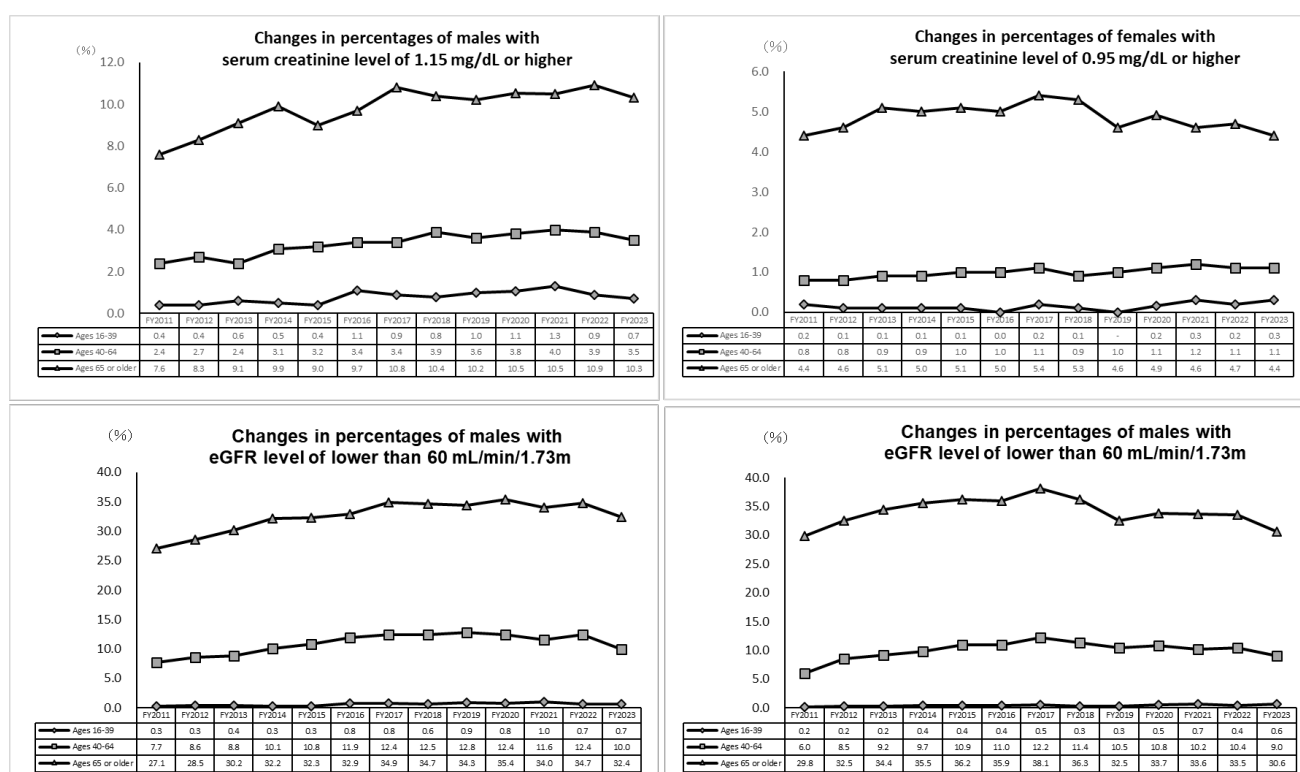 Changes in percentages of males with
serum creatinine level of 1.15 mg/dL or higher
(%)
12.0
10.0
8.0
6.0
4.0
2.0
0.0
FY2011 FY2012 FY2013 FY2014 FY2015 FY2016 FY2017 FY2018 FY2019 FY2020 FY2021 FY2022 FY2023
Ages 16-39 0.4 0.4 0.6 0.5 0.4 1.1 0.9 0.8 1.0 1.1 1.3 0.9 0.7
Ages 40-64 2.4 2.7 2.4 3.1 3.2 3.4 3.4 3.9 3.6 3.8 4.0 3.9 3.5
Ages 65 or older 7.6 8.3 9.1 9.9 9.0 9.7 10.8 10.4 10.2 10.5 10.5 10.9 10.3
Changes in percentages of females with
serum creatinine level of 0.95 mg/dL or higher
(%)
6.0
5.0
4.0
3.0
2.0
1.0
0.0
FY2011 FY2012 FY2013 FY2014 FY2015 FY2016 FY2017 FY2018 FY2019 FY2020 FY2021 FY2022 FY2023
Ages 16-39 0.2 0.1 0.1 0.1 0.1 0.0 0.2 0.1 - 0.2 0.3 0.2 0.3
Ages 40-64 0.8 0.8 0.9 0.9 1.0 1.0 1.1 0.9 1.0 1.1 1.2 1.1 1.1
Ages 65 or older 4.4 4.6 5.1 5.0 5.1 5.0 5.4 5.3 4.6 4.9 4.6 4.7 4.4
Changes in percentages of males with
eGFR level of lower than 60 mL/min/1.73m
(%)
40.0
35.0
30.0
25.0
20.0
15.0
10.0
5.0
0.0
FY2011 FY2012 FY2013 FY2014 FY2015 FY2016 FY2017 FY2018 FY2019 FY2020 FY2021 FY2022 FY2023
Ages 16-39 0.3 0.3 0.4 0.3 0.3 0.8 0.8 0.6 0.9 0.8 1.0 0.7 0.7
Ages 40-64 7.7 8.6 8.8 10.1 10.8 11.9 12.4 12.5 12.8 12.4 11.6 12.4 10.0
Ages 65 or older 27.1 28.5 30.2 32.2 32.3 32.9 34.9 34.7 34.3 35.4 34.0 34.7 32.4
Changes in percentages of males with
eGFR level of lower than 60 mL/min/1.73m
(%)
40.0
35.0
30.0
25.0
20.0
15.0
10.0
5.0
0.0
FY2011 FY2012 FY2013 FY2014 FY2015 FY2016 FY2017 FY2018 FY2019 FY2020 FY2021 FY2022 FY2023
Ages 16-39 0.2 0.2 0.2 0.4 0.4 0.4 0.5 0.3 0.3 0.5 0.7 0.4 0.6
Ages 40-64 6.0 8.5 9.2 9.7 10.9 11.0 12.2 11.4 10.5 10.8 10.2 10.4 9.0
Ages 65 or older 29.8 32.5 34.4 35.5 36.2 35.9 38.1 36.3 32.5 33.7 33.6 33.5 30.6